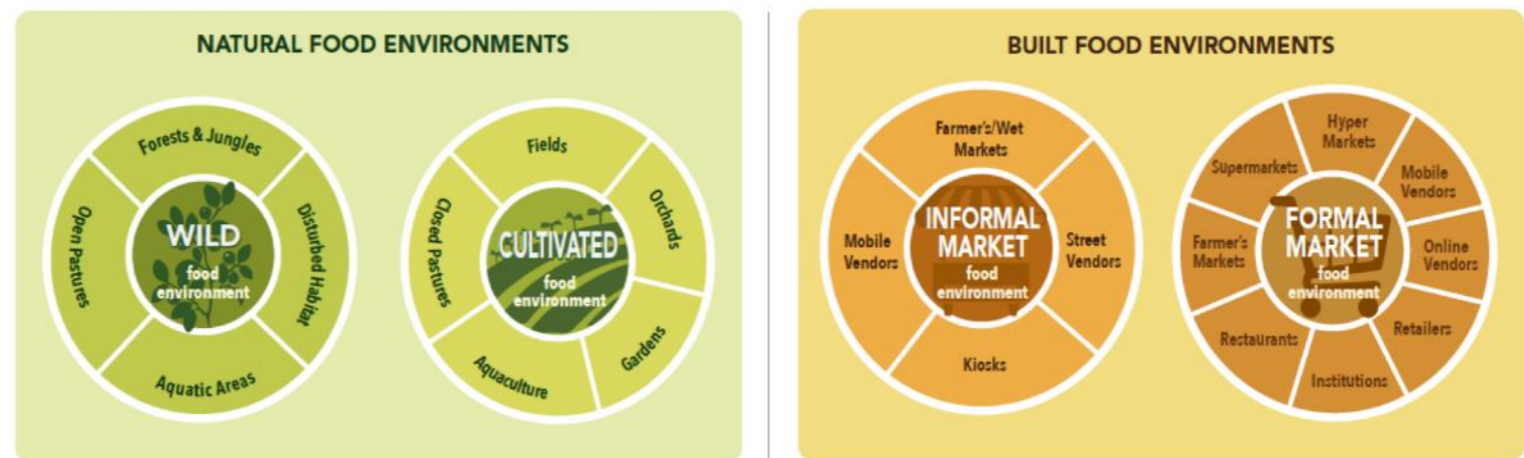 NATURAL FOOD ENVIRONMENTS
Forests & Jungles
Open Pastures
Disturbed Habitat
Aquatic Areas
WILD
food
environment
Fields
Closed Pastures
Orchards
Aquaculture
Gardens
CULTIVATED
food
environment
BUILT FOOD ENVIRONMENTS
Farmer's/Wet
Markets
Mobile
Vendors
Street
Vendors
Kiosks
INFORMAL
MARKET
food
environment
Hyper
Markets
Supermarkets
Mobile
Vendors
Farmer's
Markets
Online
Vendors
Restaurants
Retailers
Institutions
FORMAL
MARKET
food
environment